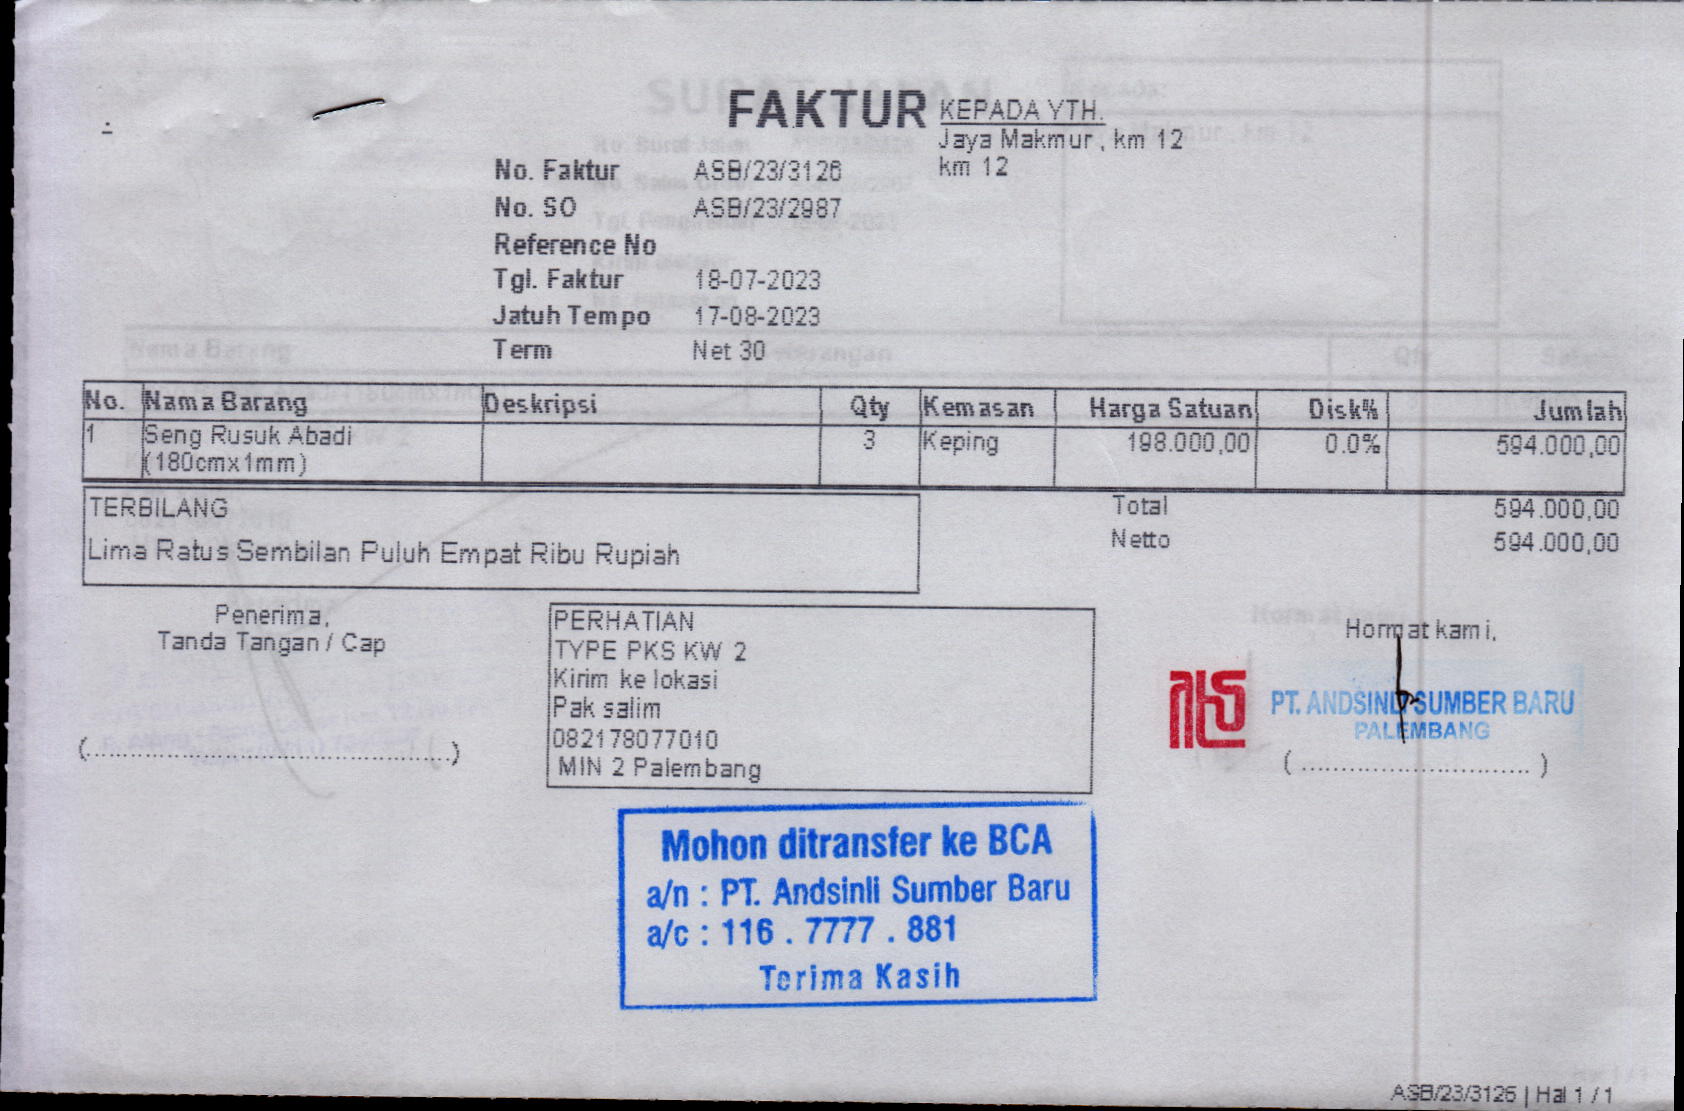 FAKTUR
KEPADA YTH.
Jaya Makmur, km 12
km 12
No. Faktur ASB/23/3126
No. SO ASB/23/2987
Reference No
Tgl. Faktur 18-07-2023
Jatuh Tempo 17-08-2023
Term Net 30
No. Nama Barang Deskripsi Qty Kemasan Harga Satuan Disk% Jumlah
1 Seng Rusuk Abadi 3 Keping 198.000,00 0.0% 594.000,00
(180cmx1mm)
TERBILANG
Lima Ratus Sembilan Puluh Empat Ribu Rupiah
Total 594.000,00
Netto 594.000,00
Penerima,
Tanda Tangan / Cap
(..................................................)
PERHATIAN
TYPE PKS KW 2
Kirim ke lokasi
Pak salim
082178077010
MIN 2 Palembang
Hormat kami,
PT. ANDSINLI SUMBER BARU
PALEMBANG
(..............................)
Mohon ditransfer ke BCA
a/n : PT. Andsinli Sumber Baru
a/c : 116 . 7777 . 881
Terima Kasih
ASB/23/3126 | Hal 1 / 1